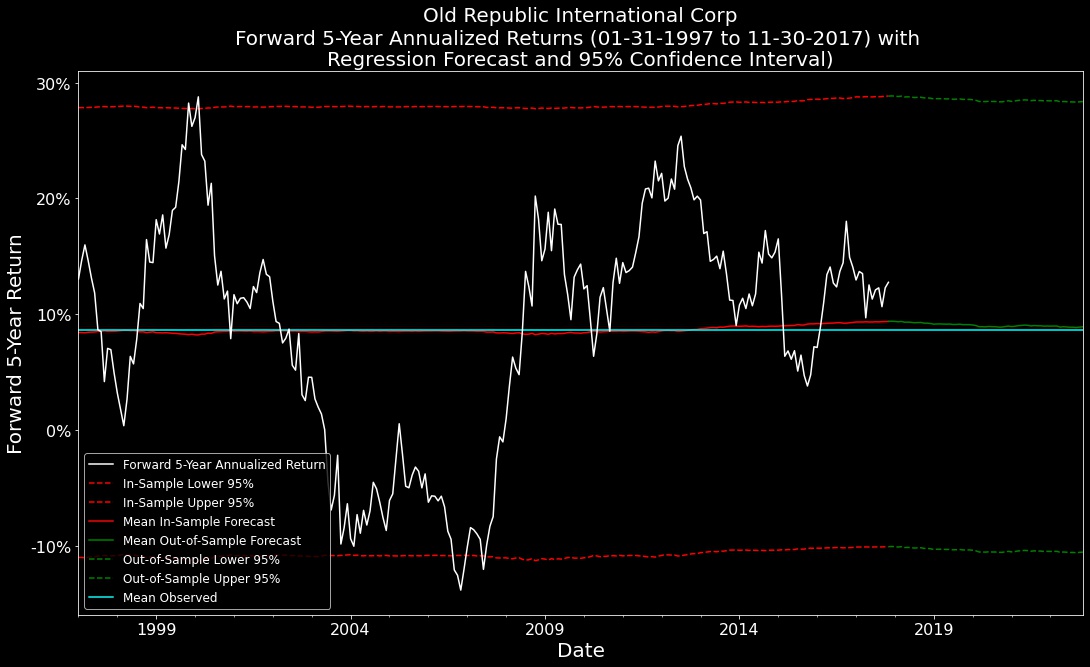 Old Republic International Corp
Forward 5-Year Annualized Returns (01-31-1997 to 11-30-2017) with
Regression Forecast and 95% Confidence Interval)
30%
20%
10%
0%
-10%
Forward 5-Year Return
Forward 5-Year Annualized Return
In-Sample Lower 95%
In-Sample Upper 95%
Mean In-Sample Forecast
Mean Out-of-Sample Forecast
Out-of-Sample Lower 95%
Out-of-Sample Upper 95%
Mean Observed
1999 2004 2009 2014 2019
Date